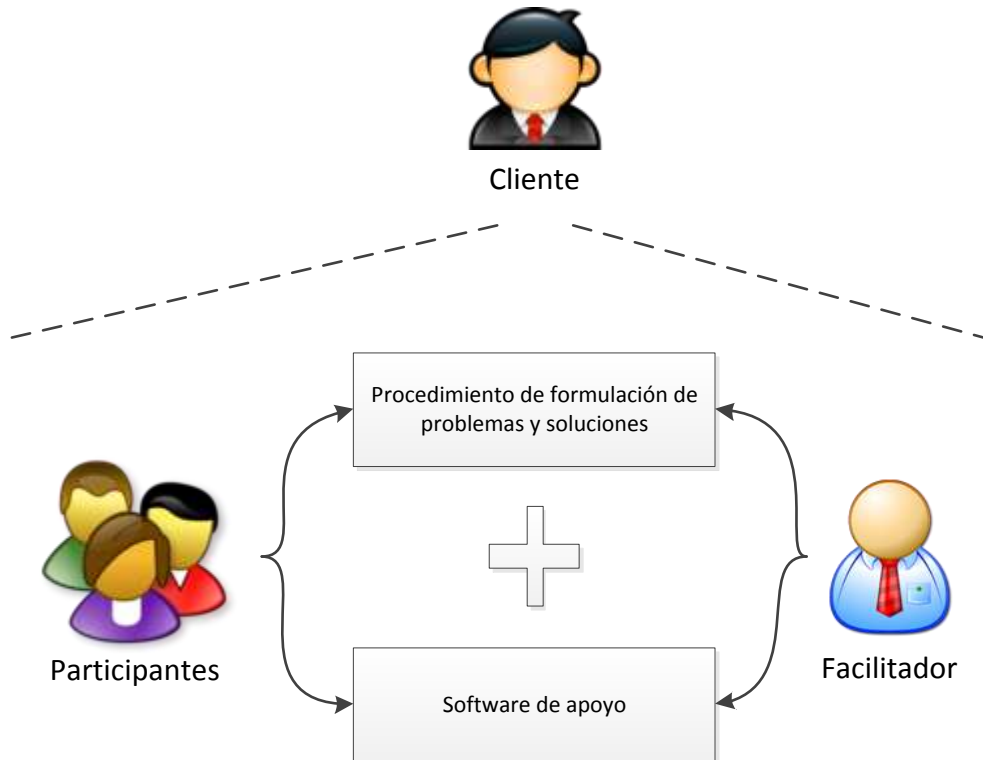 Cliente
Procedimiento de formulación de
problemas y soluciones
Participantes
Facilitador
Software de apoyo